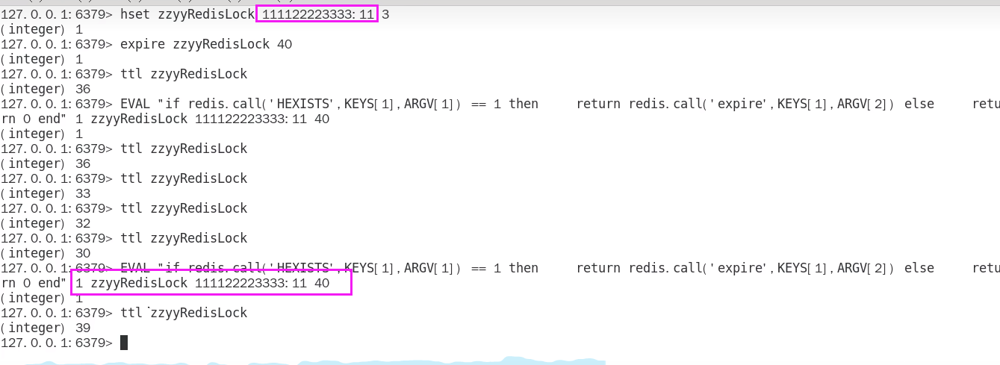 127.0.0.1:6379> hset zzyyRedisLock 111122223333:11 3
(integer) 1
127.0.0.1:6379> expire zzyyRedisLock 40
(integer) 1
127.0.0.1:6379> ttl zzyyRedisLock
(integer) 36
127.0.0.1:6379> EVAL "if redis.call('HEXISTS',KEYS[1],ARGV[1]) == 1 then     return redis.call('expire',KEYS[1],ARGV[2]) else     retu
rn 0 end" 1 zzyyRedisLock 111122223333:11 40
(integer) 1
127.0.0.1:6379> ttl zzyyRedisLock
(integer) 36
127.0.0.1:6379> ttl zzyyRedisLock
(integer) 33
127.0.0.1:6379> ttl zzyyRedisLock
(integer) 32
127.0.0.1:6379> ttl zzyyRedisLock
(integer) 30
127.0.0.1:6379> EVAL "if redis.call('HEXISTS',KEYS[1],ARGV[1]) == 1 then     return redis.call('expire',KEYS[1],ARGV[2]) else     retu
rn 0 end" 1 zzyyRedisLock 111122223333:11 40
(integer) 1
127.0.0.1:6379> ttl zzyyRedisLock
(integer) 39
127.0.0.1:6379>